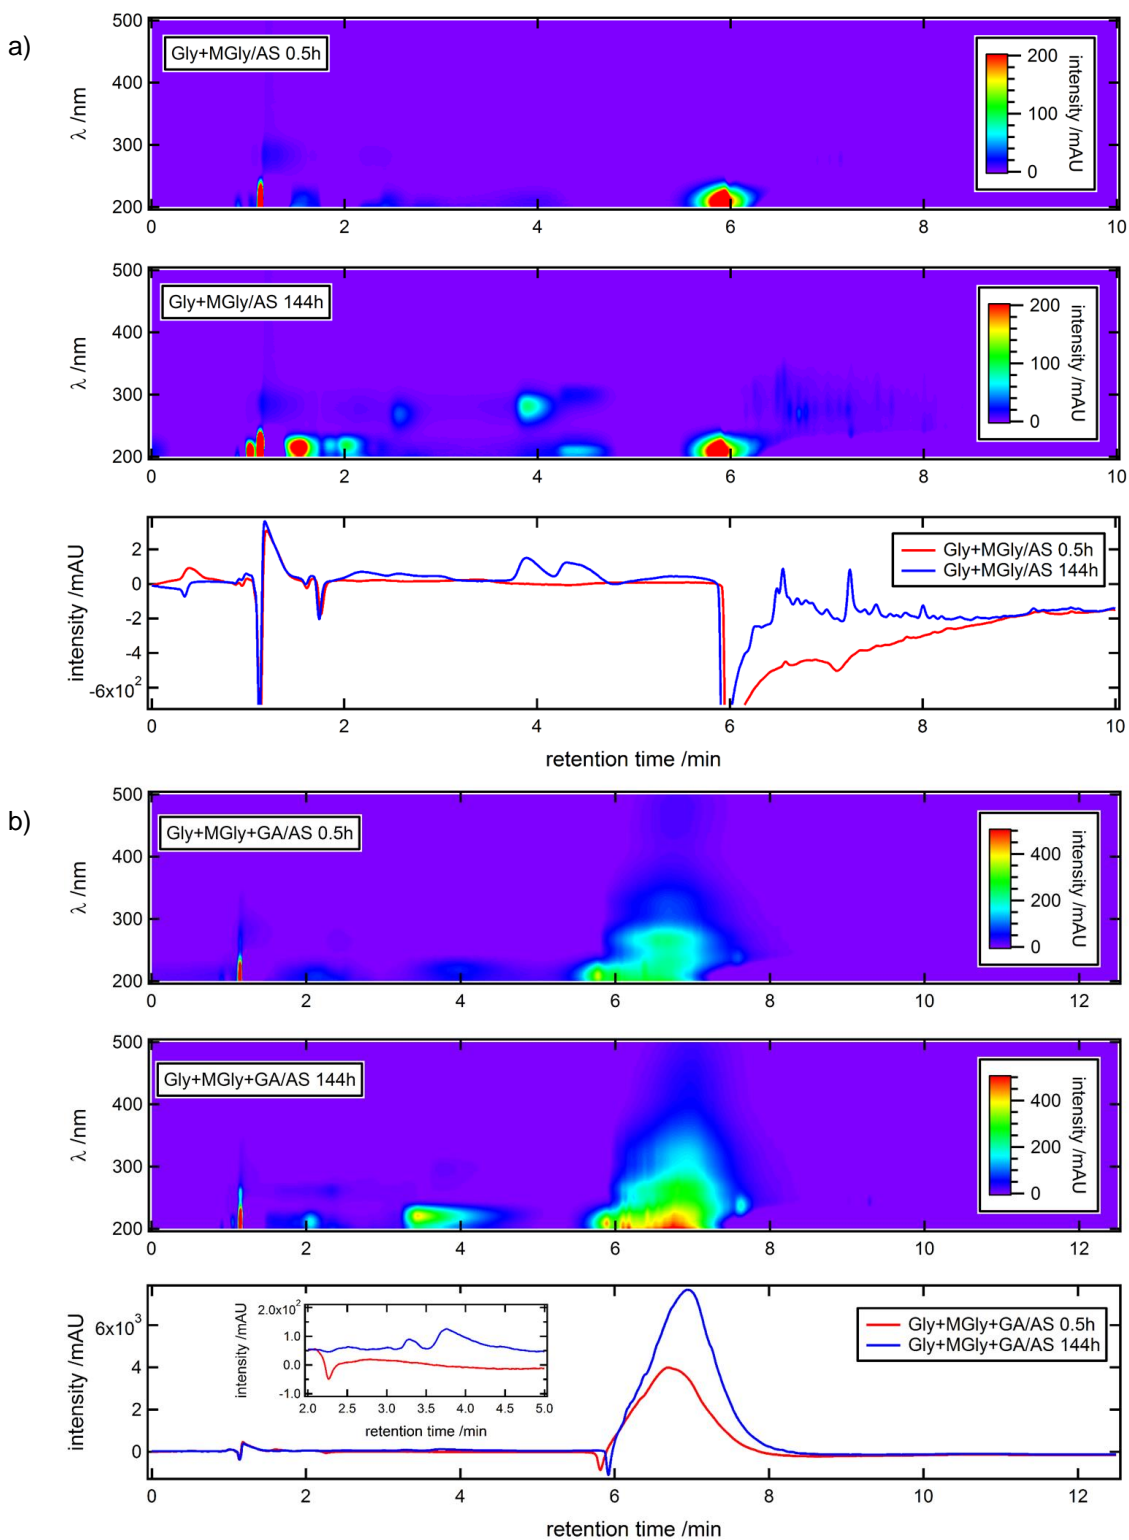 a)
500
400
300
200
λ /nm
Gly+MGly/AS 0.5h
200
100
0
intensity /mAU
0 2 4 6 8 10
500
400
300
200
λ /nm
Gly+MGly/AS 144h
200
100
0
intensity /mAU
0 2 4 6 8 10
2
0
-2
-4
-6x10²
intensity /mAU
Gly+MGly/AS 0.5h
Gly+MGly/AS 144h
0 2 4 6 8 10
retention time /min
b)
500
400
300
200
λ /nm
Gly+MGly+GA/AS 0.5h
400
200
0
intensity /mAU
0 2 4 6 8 10 12
500
400
300
200
λ /nm
Gly+MGly+GA/AS 144h
400
200
0
intensity /mAU
0 2 4 6 8 10 12
6x10³
4
2
0
intensity /mAU
2.0x10²
1.0
0.0
-1.0
intensity /mAU
2.0 2.5 3.0 3.5 4.0 4.5 5.0
retention time /min
Gly+MGly+GA/AS 0.5h
Gly+MGly+GA/AS 144h
0 2 4 6 8 10 12
retention time /min